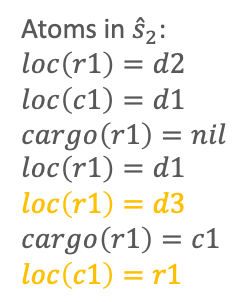 Atoms in ŝ₂:
loc(r1) = d2
loc(c1) = d1
cargo(r1) = nil
loc(r1) = d1
loc(r1) = d3
cargo(r1) = c1
loc(c1) = r1